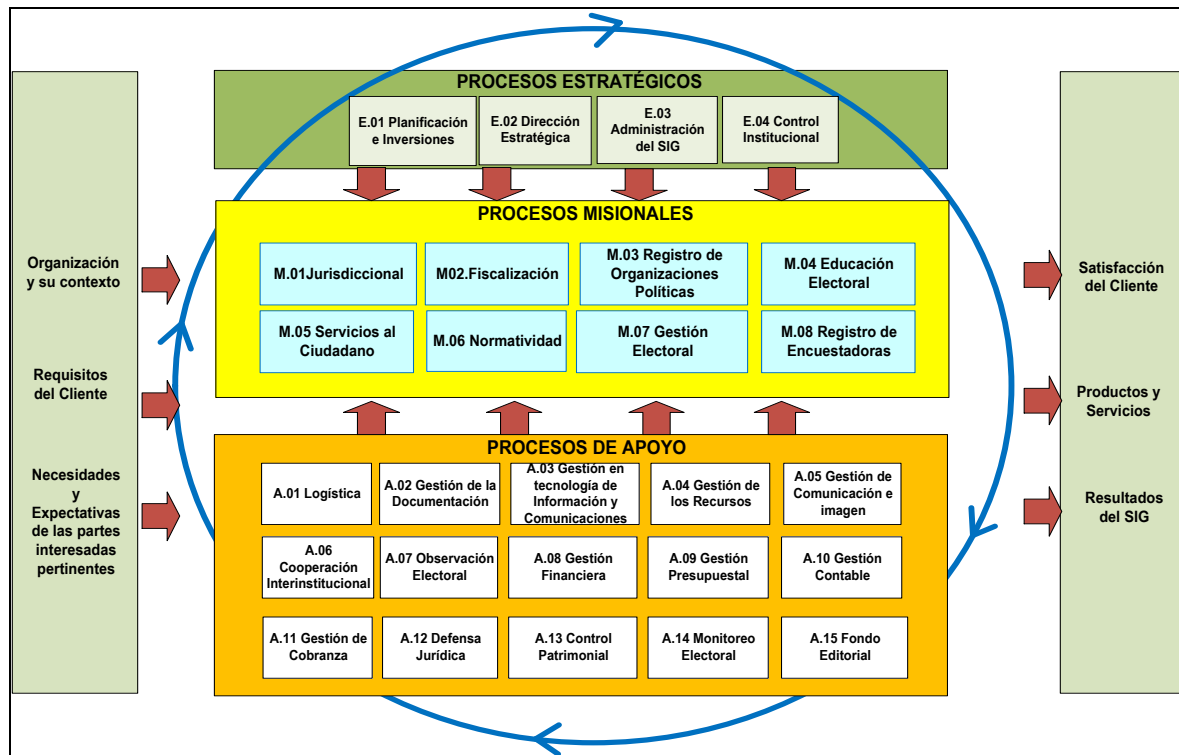 Organización
y su contexto
Requisitos
del Cliente
Necesidades
y
Expectativas
de las partes
interesadas
pertinentes
PROCESOS ESTRATÉGICOS
E.01 Planificación
e Inversiones
E.02 Dirección
Estratégica
E.03
Administración
del SIG
E.04 Control
Institucional
PROCESOS MISIONALES
M.01Jurisdiccional
M02.Fiscalización
M.03 Registro de
Organizaciones
Políticas
M.04 Educación
Electoral
M.05 Servicios al
Ciudadano
M.06 Normatividad
M.07 Gestión
Electoral
M.08 Registro de
Encuestadoras
PROCESOS DE APOYO
A.01 Logística
A.02 Gestión de la
Documentación
A.03 Gestión en
tecnología de
Información y
Comunicaciones
A.04 Gestión de
los Recursos
A.05 Gestión de
Comunicación e
imagen
A.06
Cooperación
Interinstitucional
A.07 Observación
Electoral
A.08 Gestión
Financiera
A.09 Gestión
Presupuestal
A.10 Gestión
Contable
A.11 Gestión de
Cobranza
A.12 Defensa
Jurídica
A.13 Control
Patrimonial
A.14 Monitoreo
Electoral
A.15 Fondo
Editorial
Satisfacción
del Cliente
Productos y
Servicios
Resultados
del SIG